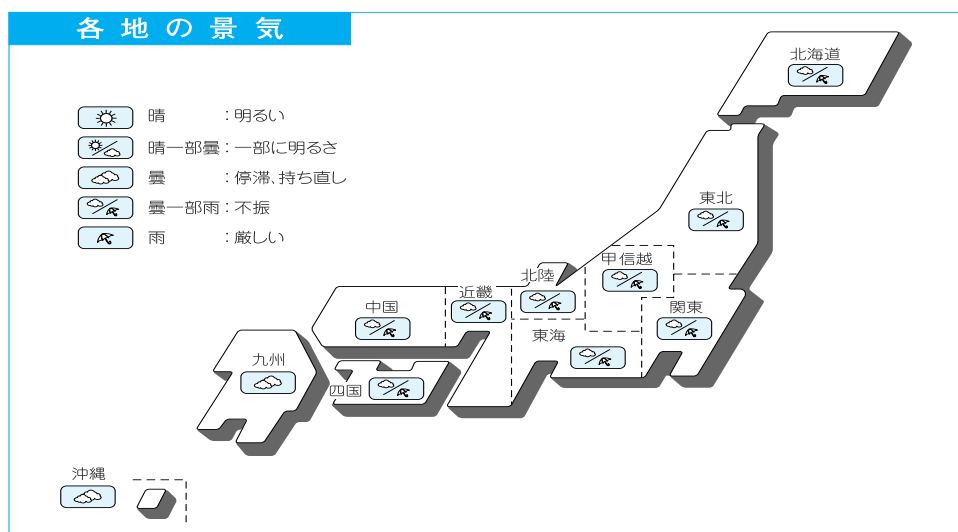 各地の景気
晴　　　：明るい
晴一部曇：一部に明るさ
曇　　　：停滞、持ち直し
曇一部雨：不振
雨　　　：厳しい
北海道
東北
甲信越
北陸
近畿
関東
中国
東海
九州
四国
沖縄